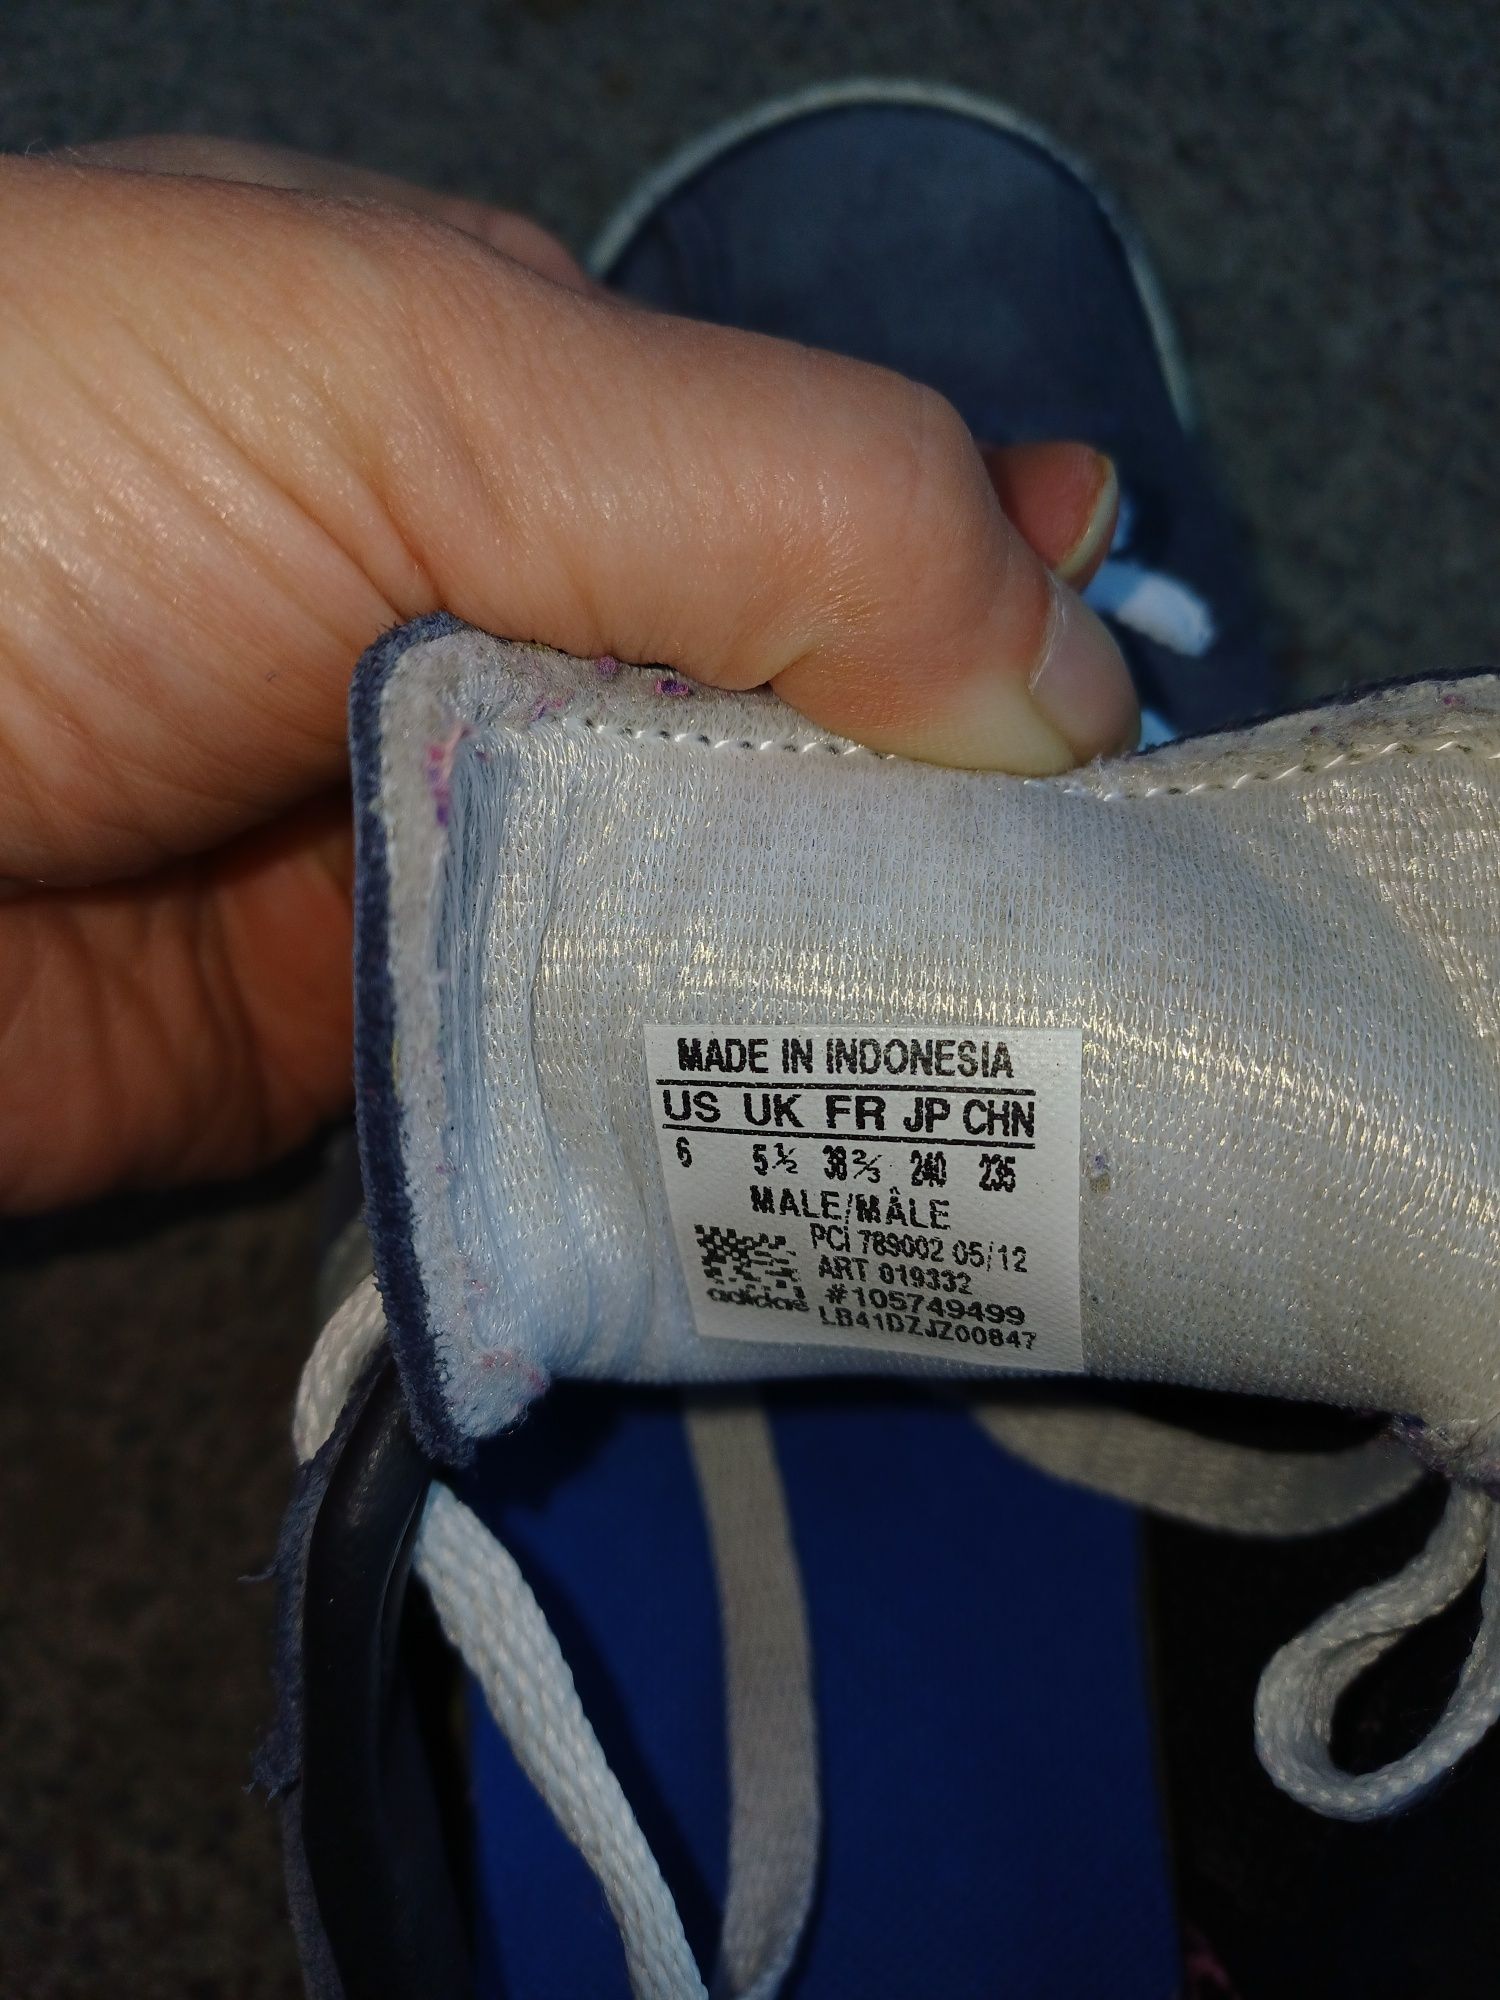 MADE IN INDONESIA
US UK FR JP CHN
6 5½ 38⅔ 240 235
MALE/MÂLE
PCI 789002 05/12
ART 019332
adidas #105749499
LB41DZJZ00847